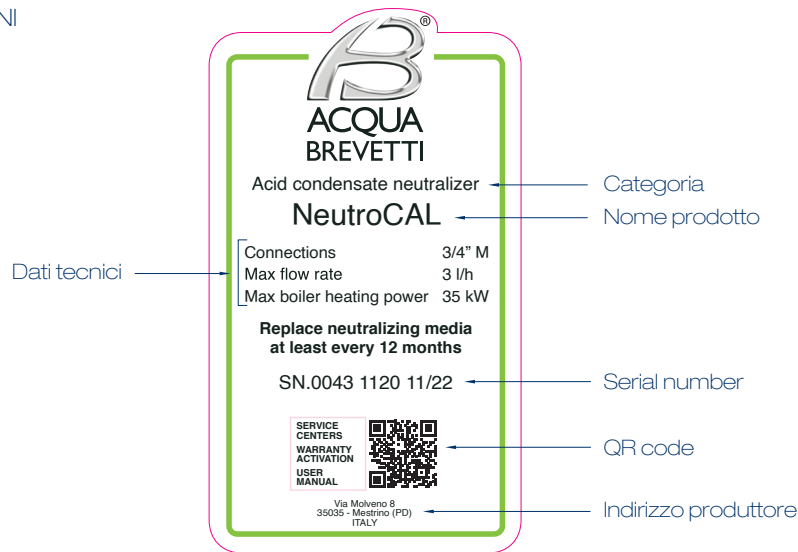 NI
®
ACQUA
BREVETTI
Acid condensate neutralizer
Categoria
NeutroCAL
Nome prodotto
Dati tecnici
Connections 3/4” M
Max flow rate 3 l/h
Max boiler heating power 35 kW
Replace neutralizing media
at least every 12 months
SN.0043 1120 11/22
Serial number
SERVICE
CENTERS
WARRANTY
ACTIVATION
USER
MANUAL
QR code
Via Molveno 8
35035 - Mestrino (PD)
ITALY
Indirizzo produttore